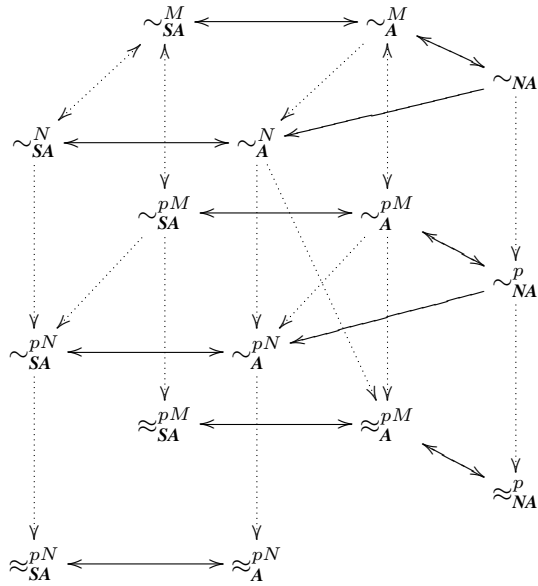 ∼^M_SA ∼^M_A
∼_NA
∼^N_SA ∼^N_A
∼^pM_SA ∼^pM_A
∼^p_NA
∼^pN_SA ∼^pN_A
≈^pM_SA ≈^pM_A
≈^p_NA
≈^pN_SA ≈^pN_A